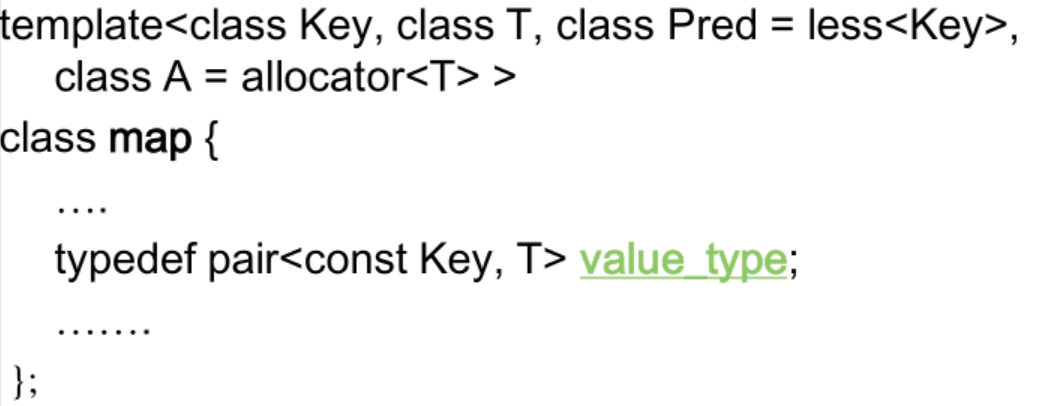 template<class Key, class T, class Pred = less<Key>,
class A = allocator<T> >
class map {
....
typedef pair<const Key, T> value_type;
.......
};